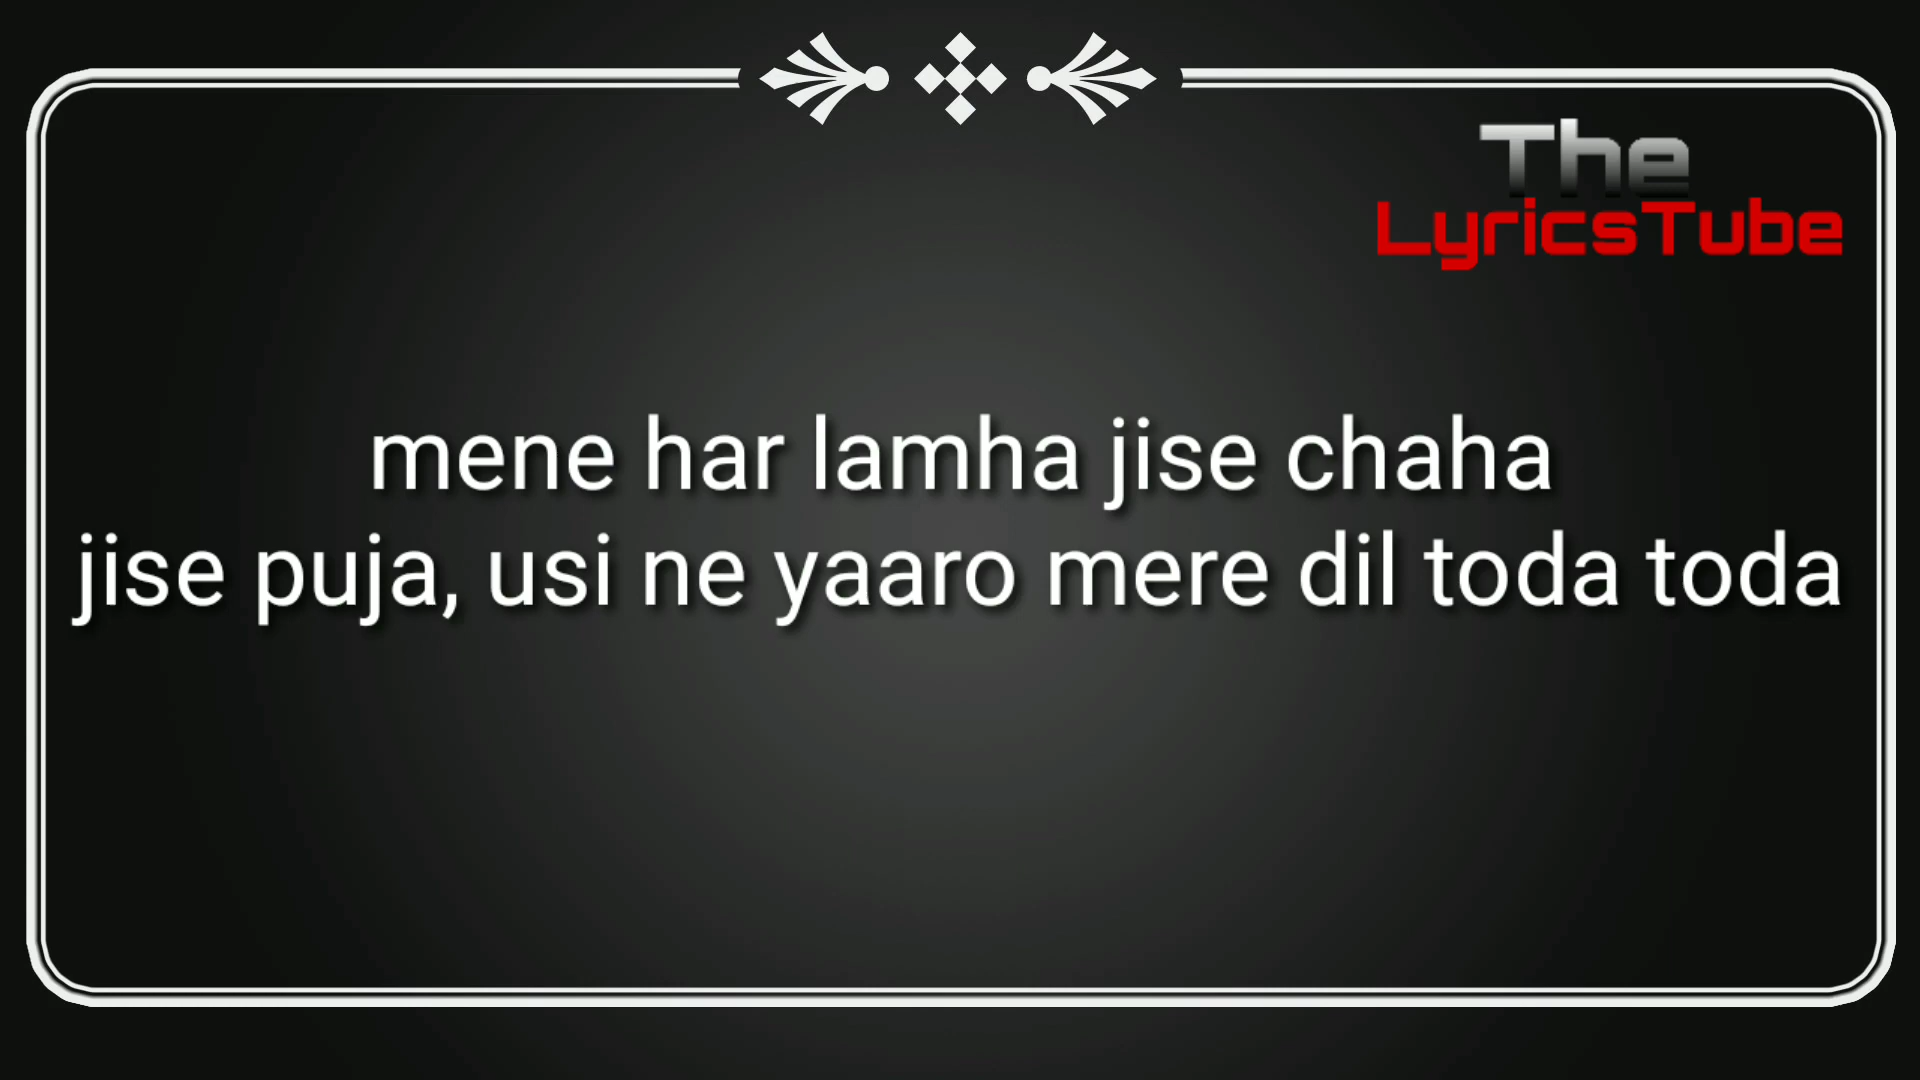 The
LyricsTube
mene har lamha jise chaha
jise puja, usi ne yaaro mere dil toda toda